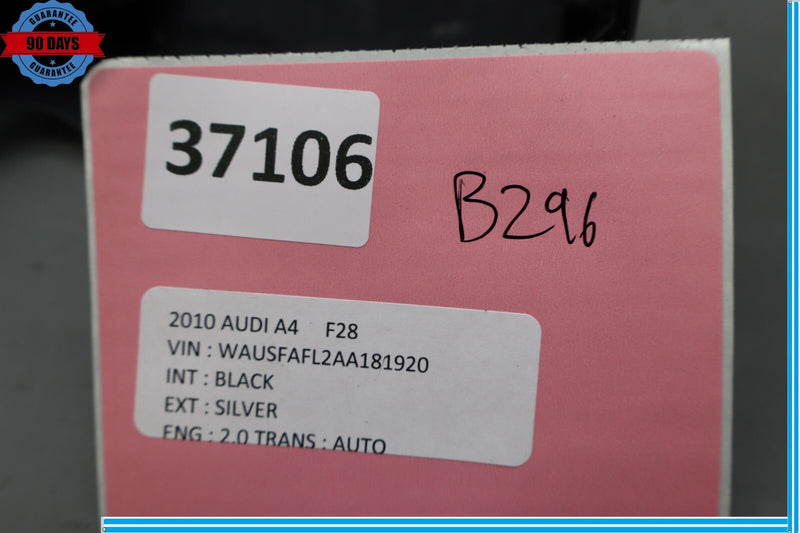 GUARANTEE
90 DAYS
GUARANTEE
37106
B296
2010 AUDI A4 F28
VIN : WAUSFAFL2AA181920
INT : BLACK
EXT : SILVER
ENG : 2.0 TRANS : AUTO